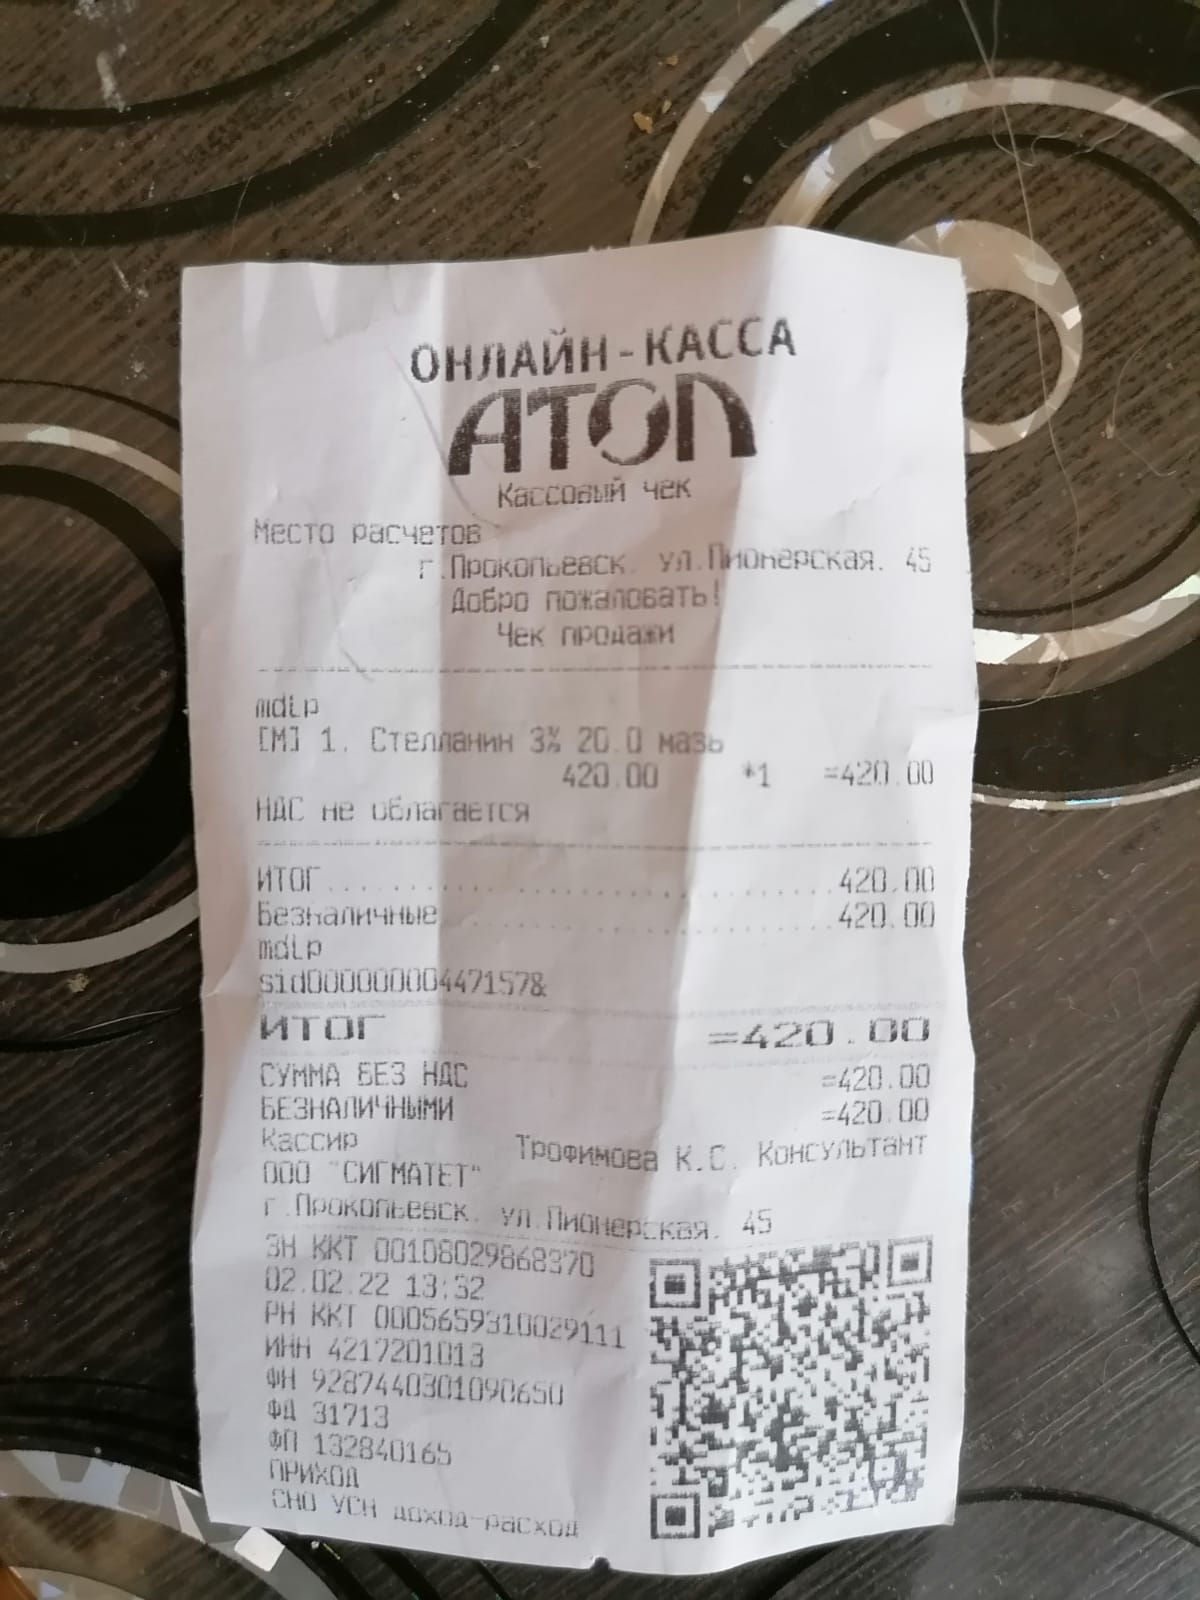 ОНЛАЙН-КАССА
АТОЛ
Кассовый чек
Место расчетов
г.Прокопьевск, ул.Пионерская, 45
Добро пожаловать!
Чек продажи
mdlp
[M] 1. Стелланин 3% 20.0 мазь
420.00 *1 =420.00
НДС не облагается
ИТОГ 420.00
Безналичные 420.00
mdlp
sid00000000447157&
ИТОГ =420.00
СУММА БЕЗ НДС =420.00
БЕЗНАЛИЧНЫМИ =420.00
Кассир Трофимова К.С. Консультант
ООО "СИГМАТЕТ"
г.Прокопьевск, ул.Пионерская, 45
ЗН ККТ 00108029868370
02.02.22 13:32
РН ККТ 0005659310029111
ИНН 4217201013
ФН 9287440301090650
ФД 31713
ФП 132840165
ПРИХОД
СНО УСН доход-расход